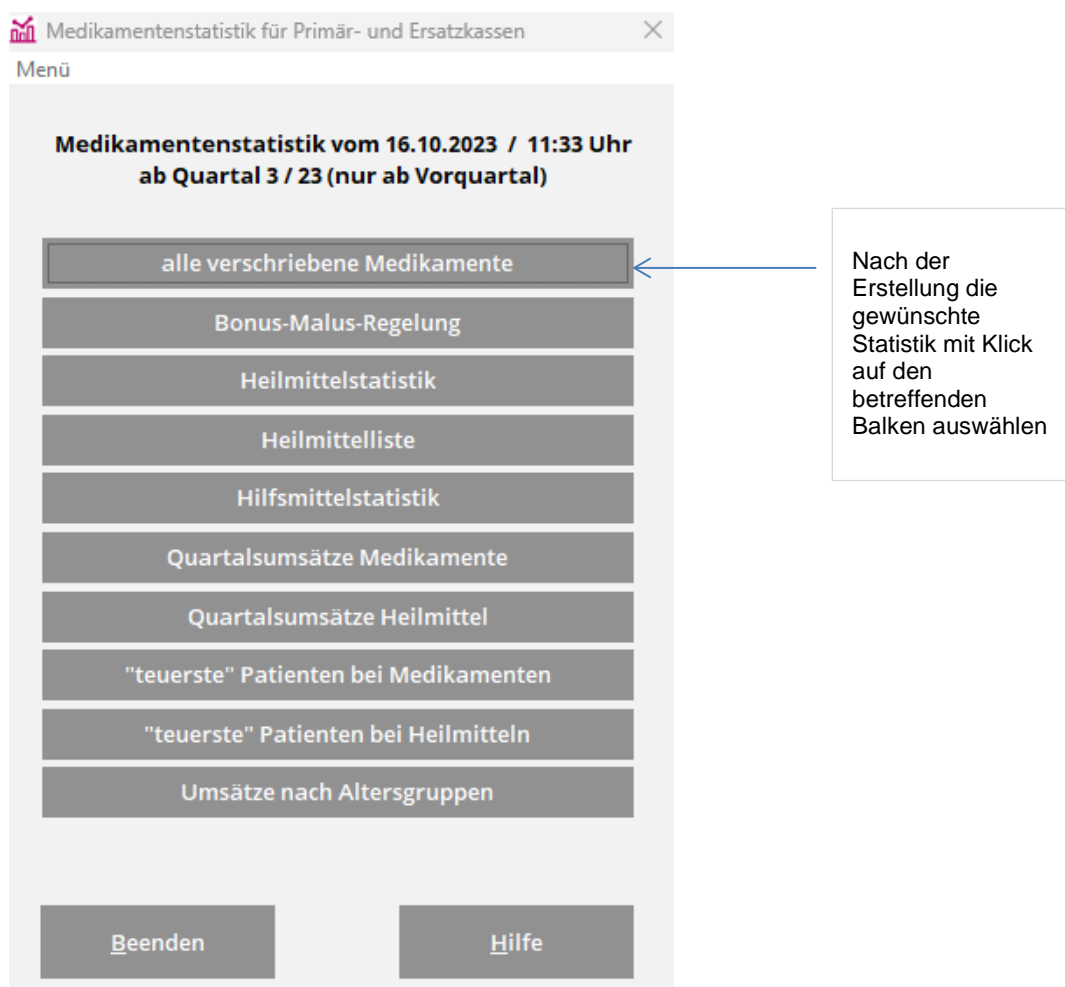 Medikamentenstatistik für Primär- und Ersatzkassen
Menü
Medikamentenstatistik vom 16.10.2023 / 11:33 Uhr
ab Quartal 3 / 23 (nur ab Vorquartal)
alle verschriebene Medikamente
Bonus-Malus-Regelung
Heilmittelstatistik
Heilmittelliste
Hilfsmittelstatistik
Quartalsumsätze Medikamente
Quartalsumsätze Heilmittel
"teuerste" Patienten bei Medikamenten
"teuerste" Patienten bei Heilmitteln
Umsätze nach Altersgruppen
Beenden
Hilfe
Nach der
Erstellung die
gewünschte
Statistik mit Klick
auf den
betreffenden
Balken auswählen